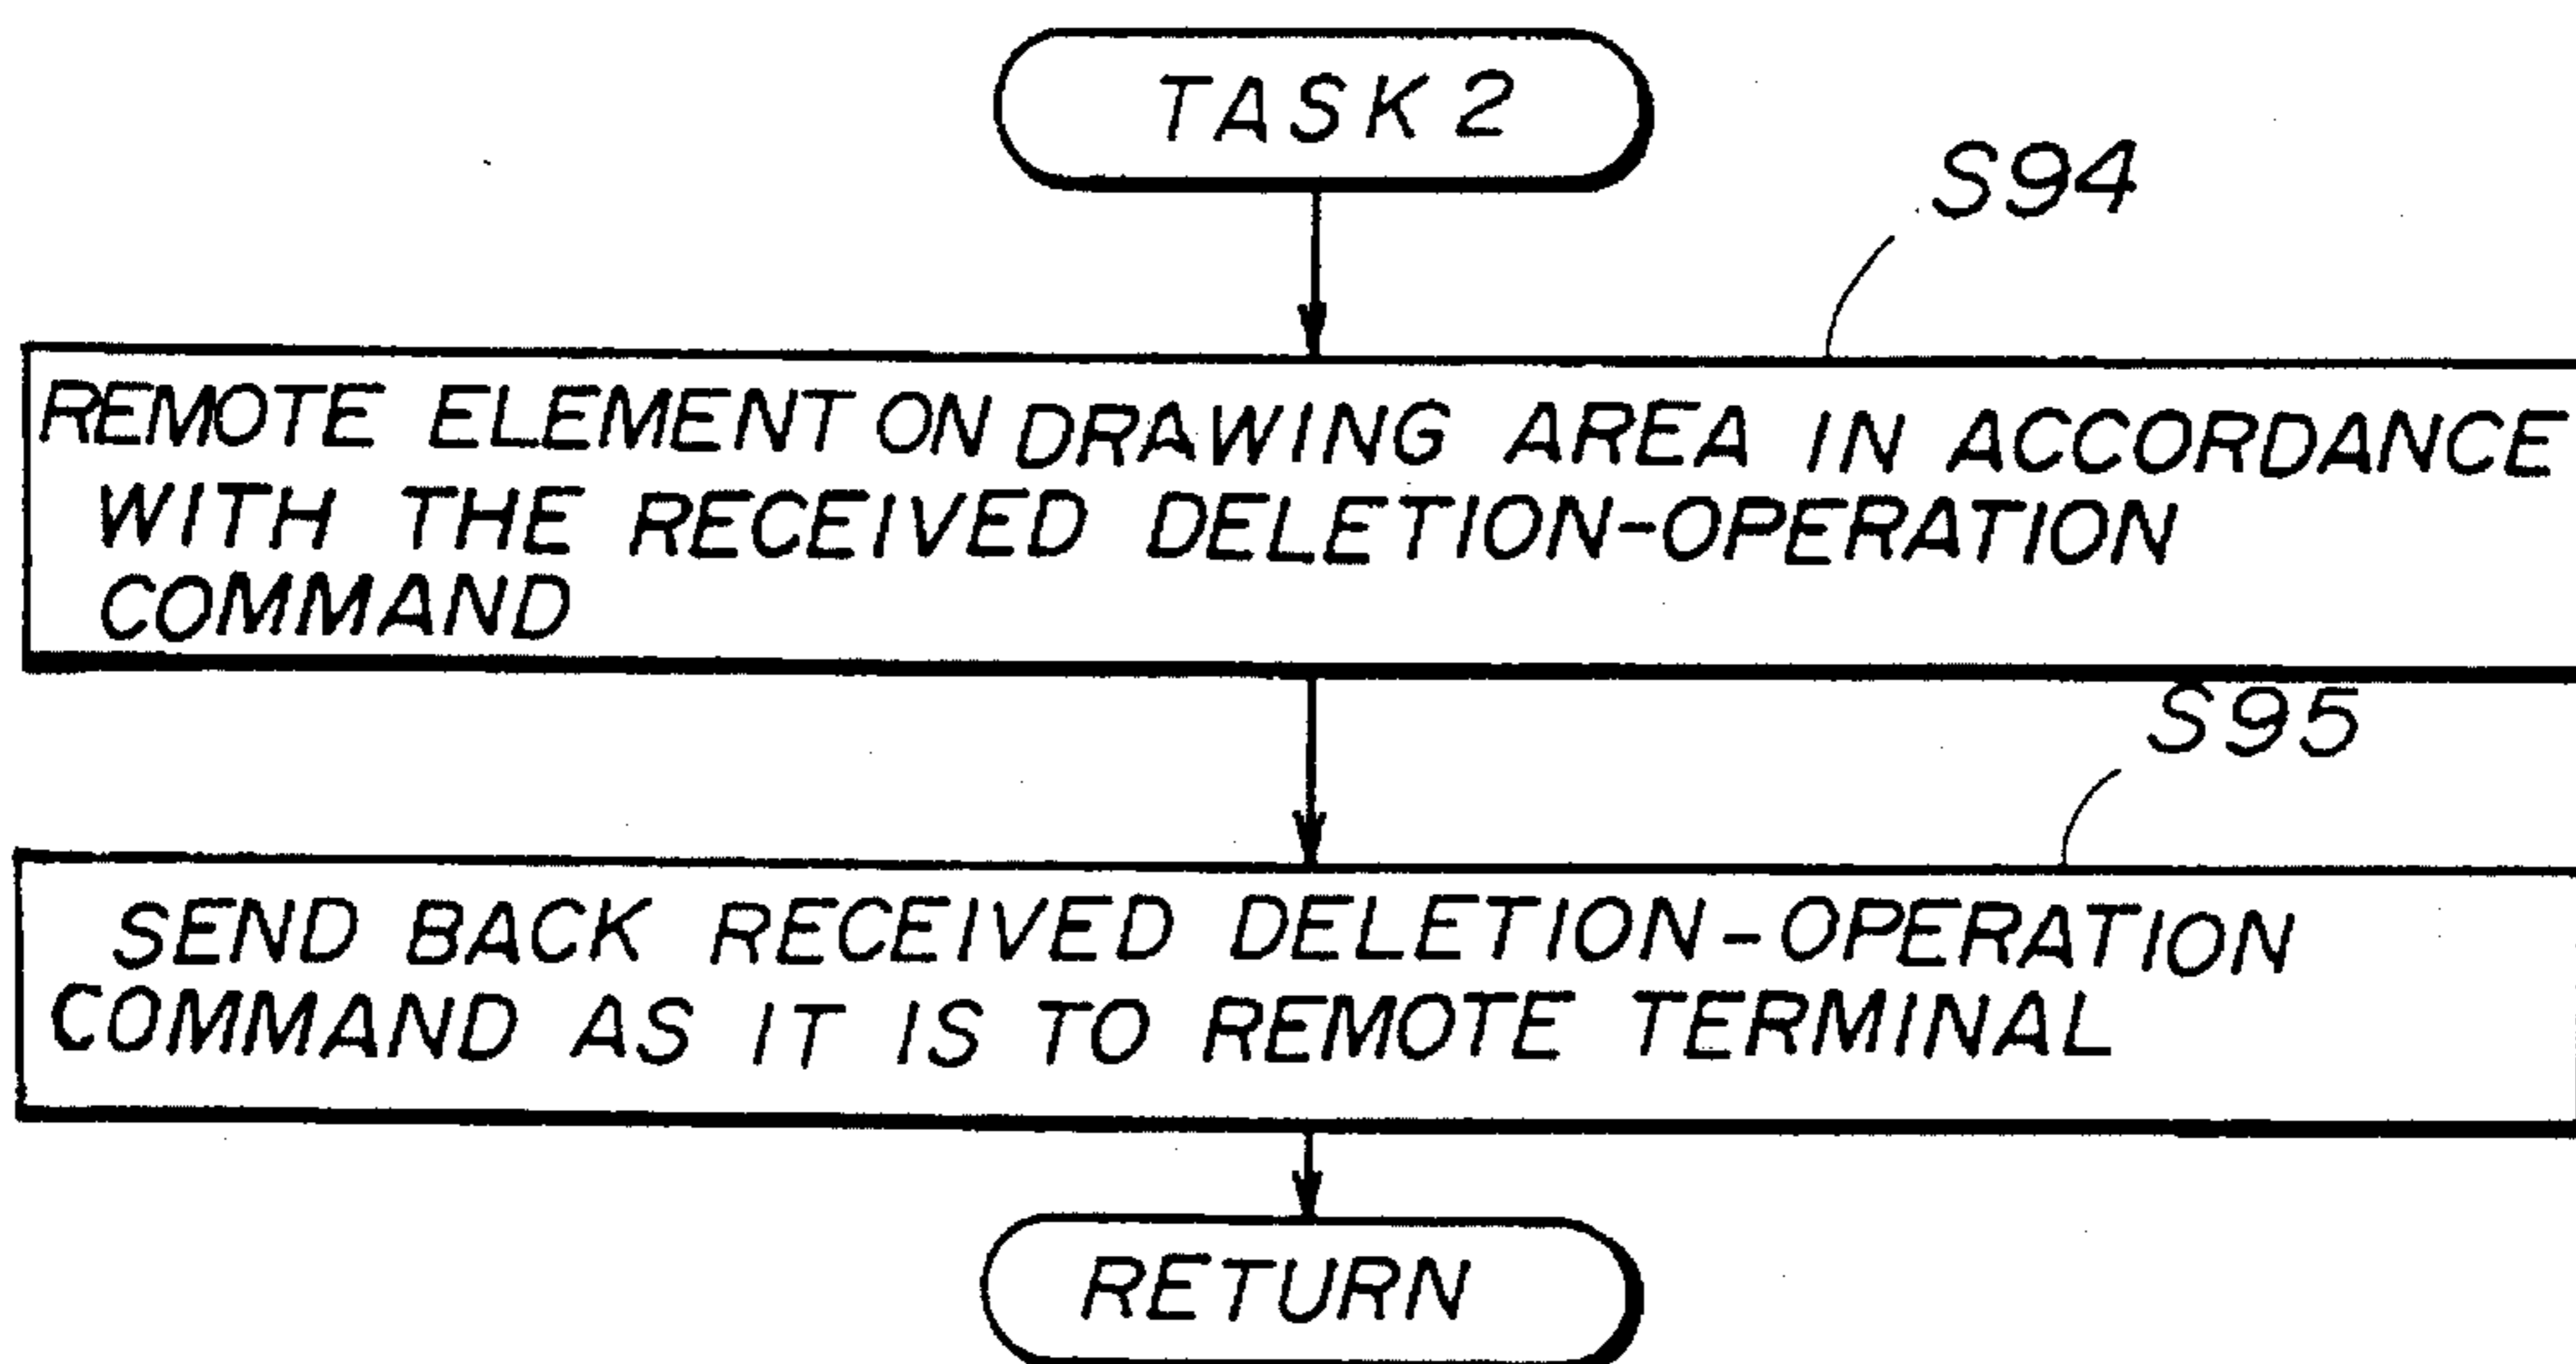 TASK 2
S94
REMOTE ELEMENT ON DRAWING AREA IN ACCORDANCE
WITH THE RECEIVED DELETION-OPERATION
COMMAND
S95
SEND BACK RECEIVED DELETION-OPERATION
COMMAND AS IT IS TO REMOTE TERMINAL
RETURN